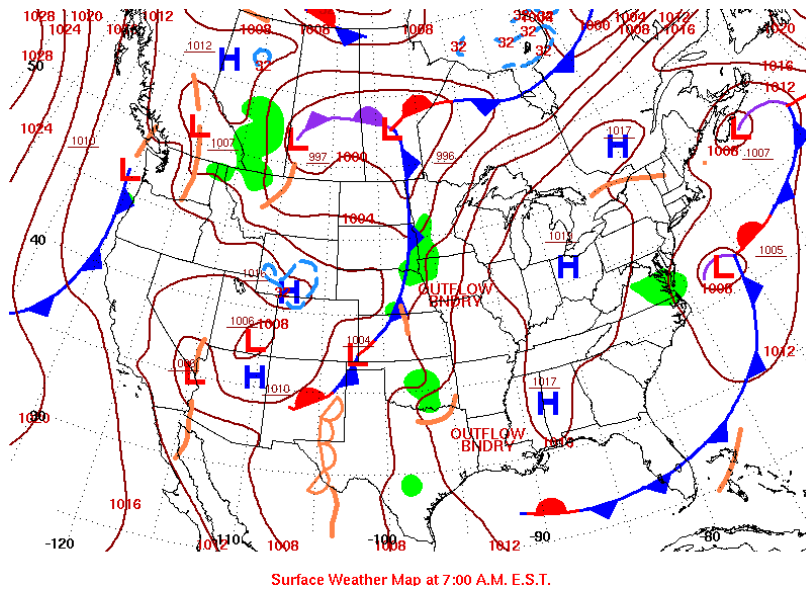 1028 1020 1012 1008 1008 1008 1004 1000 1004 1012
1024 1008 1016 1020
1028
1012 H 32 32 32 32 32
50 1016
1012
1024 L L L 1017 L
1010 1007 997 1000 996 H 1008 1007
L
1004
40 1016 1013 1005
H 32 H L
OUTFLOW
BNDRY
1008
1008
1006 1004
L L 1012
L H 1010
1017
H
30
1020
OUTFLOW
BNDRY
1016
1016
-120 -110 -100 -90 -80
1012 1008 1008 1012
Surface Weather Map at 7:00 A.M. E.S.T.